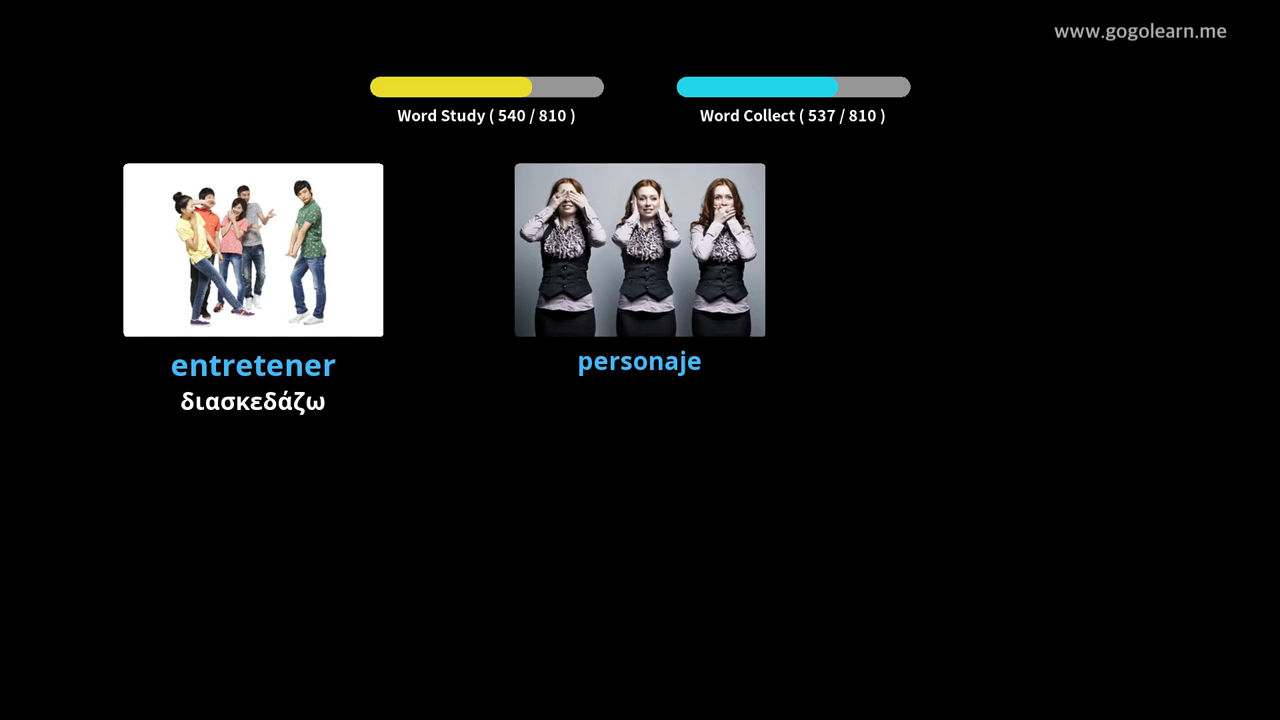 www.gogolearn.me
Word Study ( 540 / 810 )
Word Collect ( 537 / 810 )
entretener
διασκεδάζω
personaje